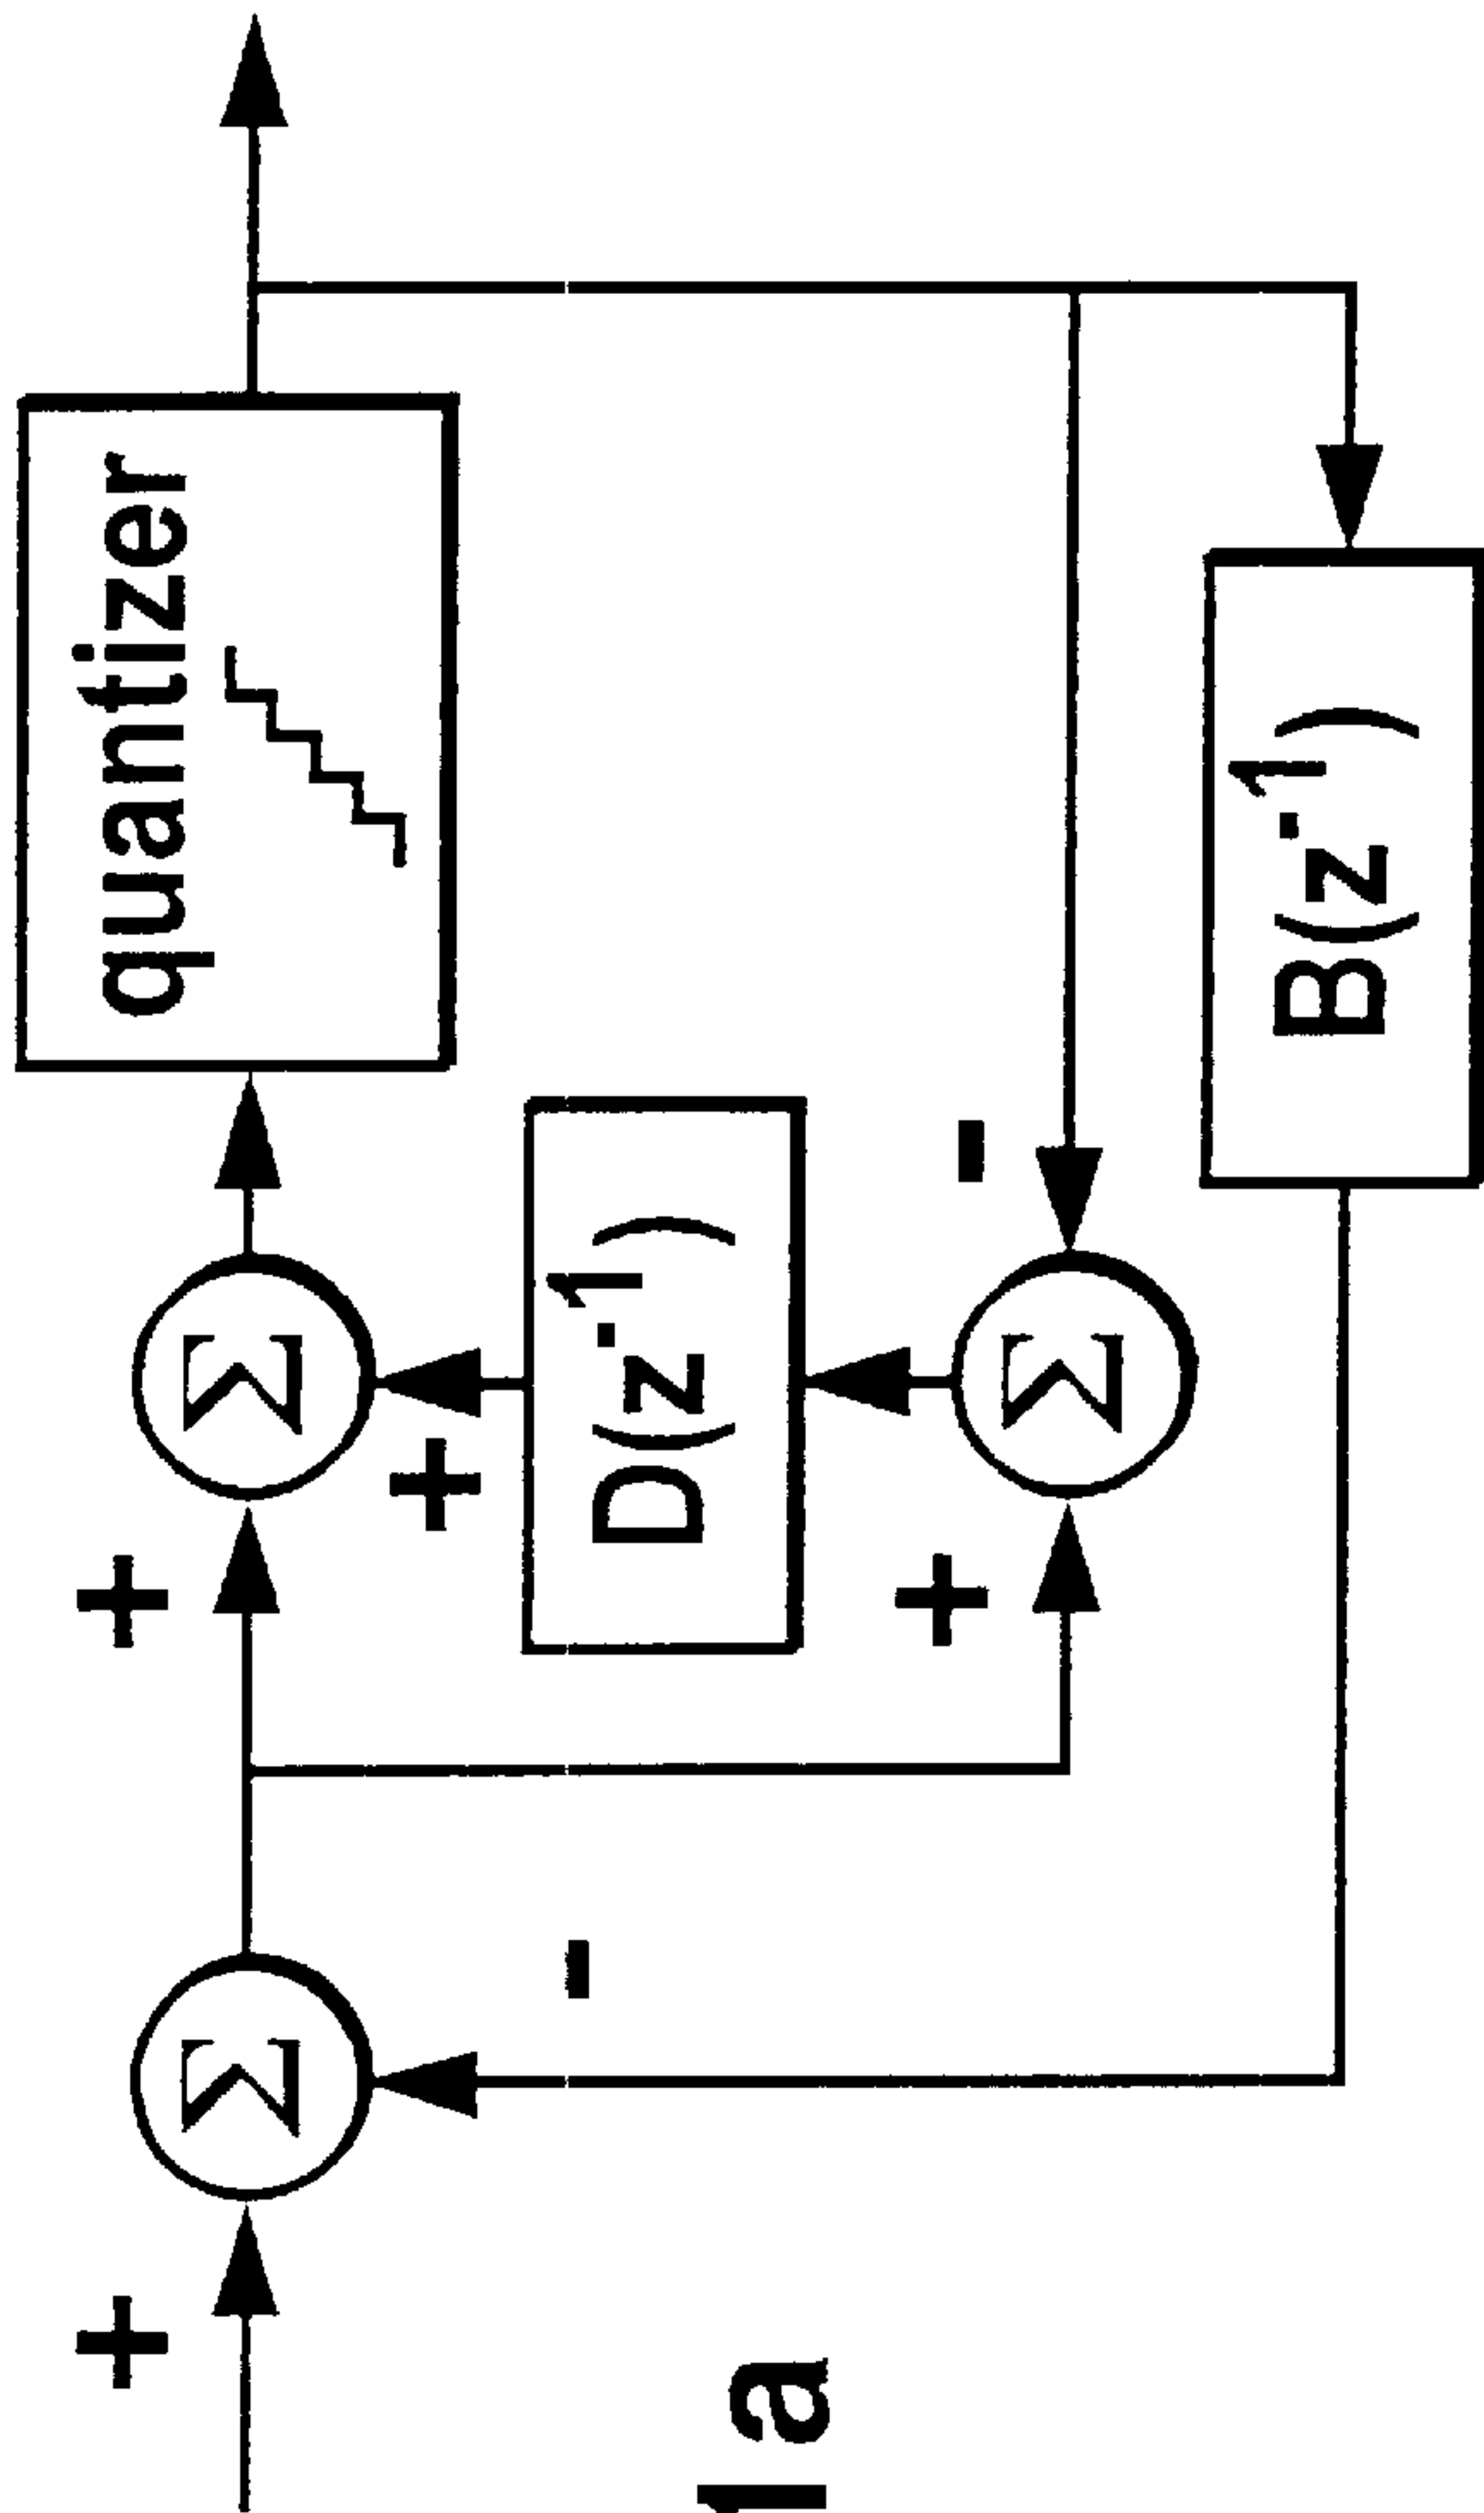 quantizer
+
Σ
+
Σ
+
D(z⁻¹)
+
-
Σ
-
B(z⁻¹)
1a